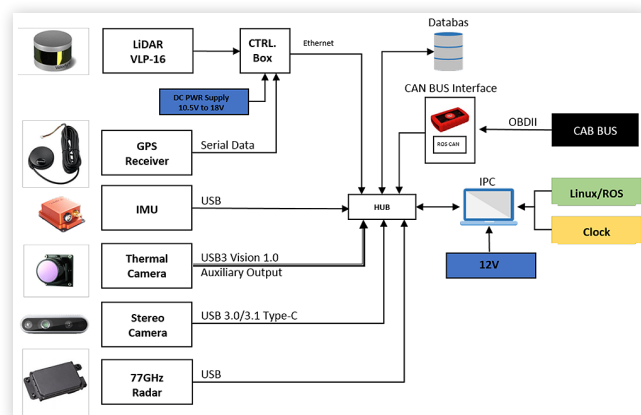 Databas
LiDAR
VLP-16
CTRL.
Box
Ethernet
DC PWR Supply
10.5V to 18V
CAN BUS Interface
ROS CAN
OBDII
CAB BUS
GPS
Receiver
Serial Data
IMU
USB
HUB
IPC
Linux/ROS
Clock
12V
Thermal
Camera
USB3 Vision 1.0
Auxiliary Output
Stereo
Camera
USB 3.0/3.1 Type-C
77GHz
Radar
USB